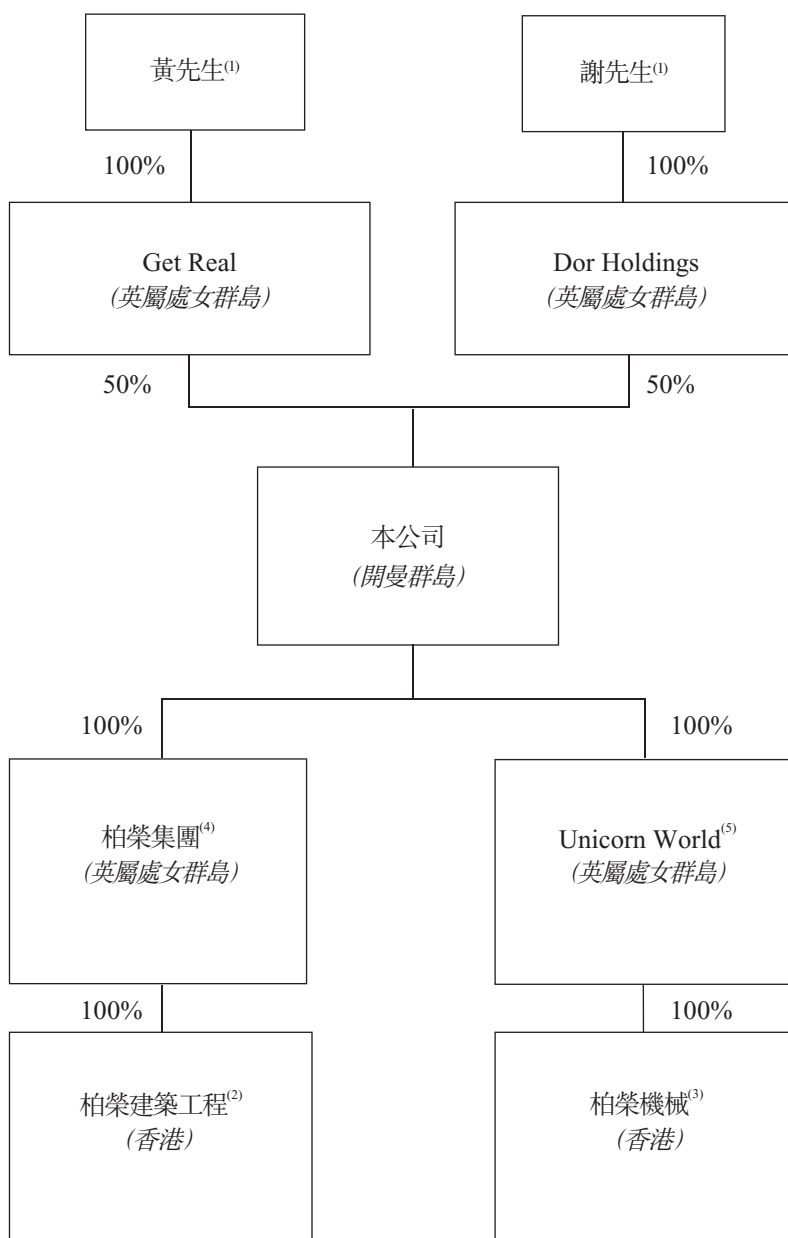 黃先生(1)
謝先生(1)
100%
100%
Get Real
(英屬處女群島)
Dor Holdings
(英屬處女群島)
50%
50%
本公司
(開曼群島)
100%
100%
柏榮集團(4)
(英屬處女群島)
Unicorn World(5)
(英屬處女群島)
100%
100%
柏榮建築工程(2)
(香港)
柏榮機械(3)
(香港)